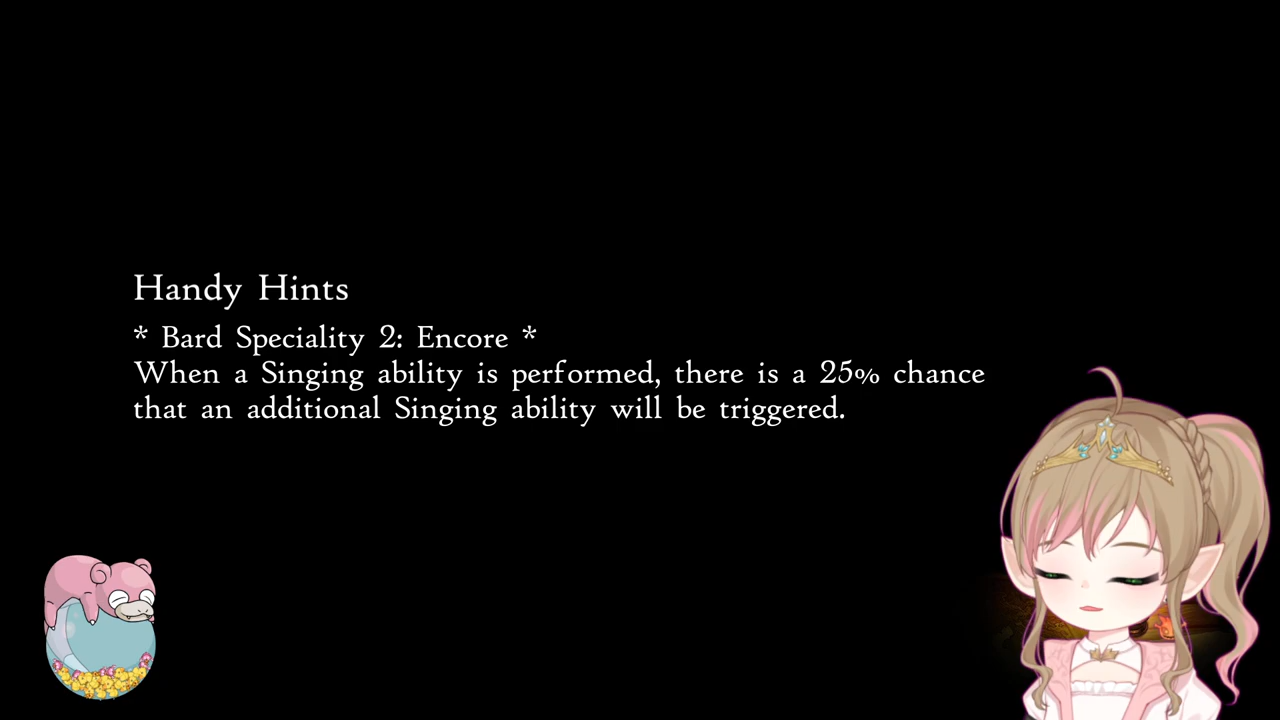 Handy Hints
* Bard Speciality 2: Encore *
When a Singing ability is performed, there is a 25% chance
that an additional Singing ability will be triggered.